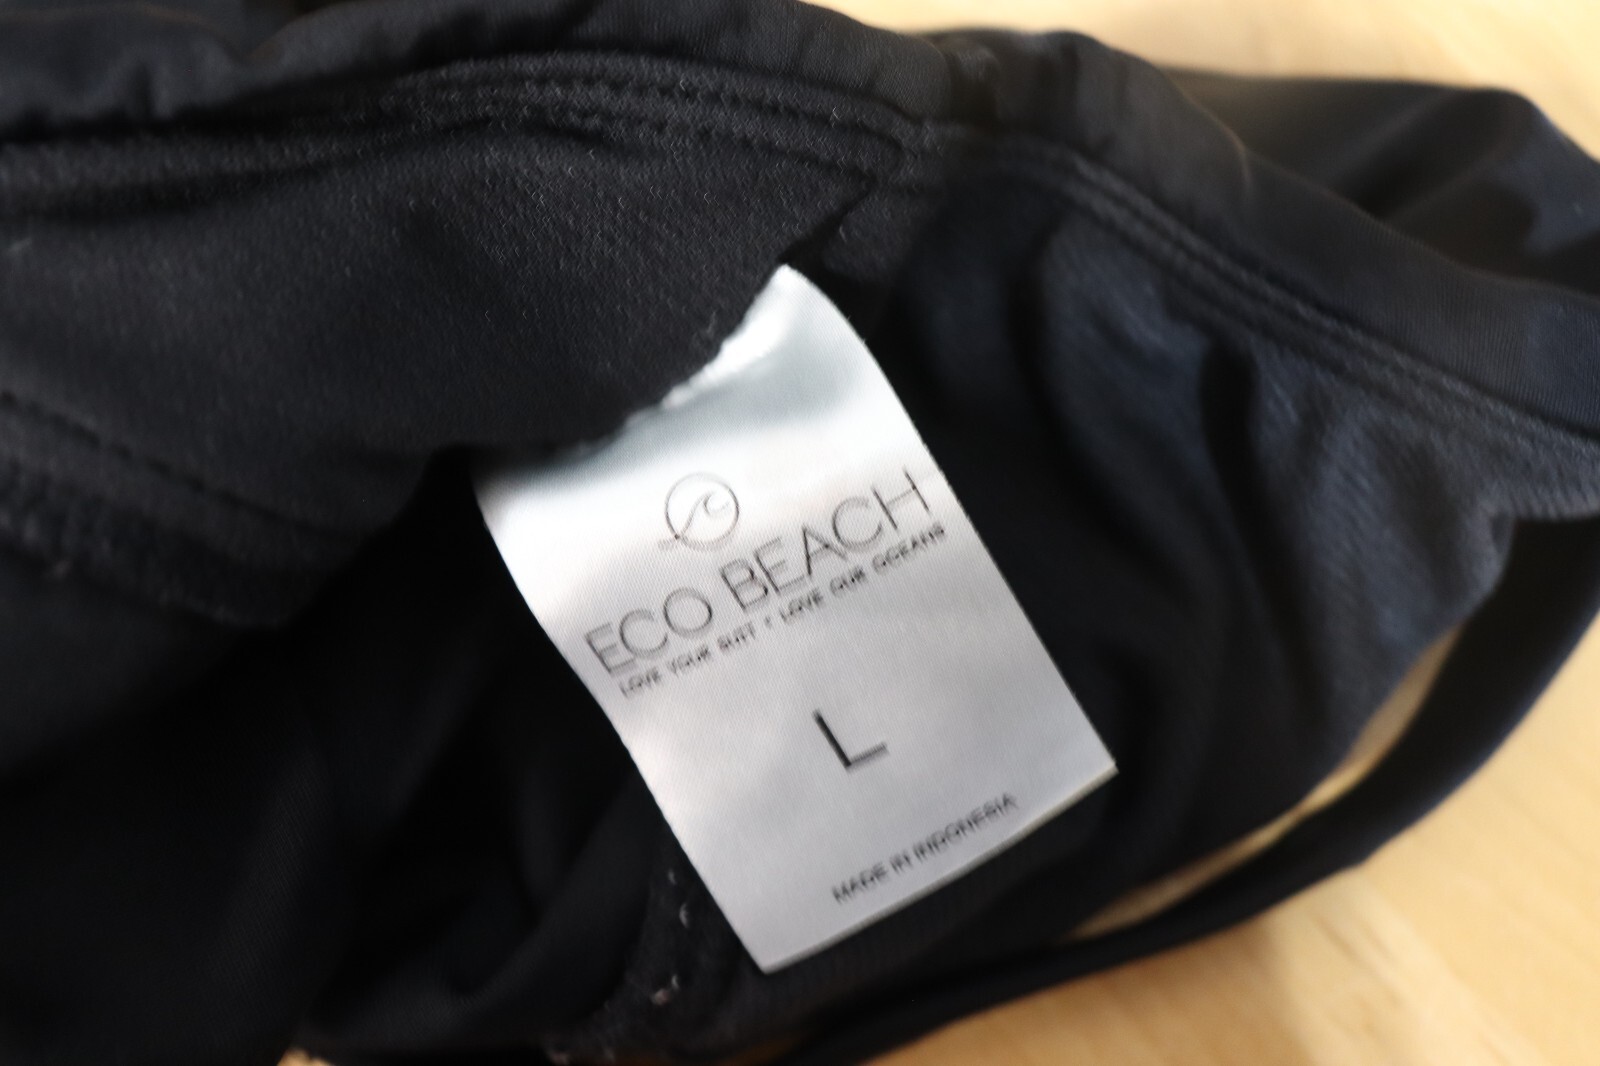 ECO BEACH
LOVE YOUR SUIT • LOVE OUR OCEANS
L
MADE IN INDONESIA